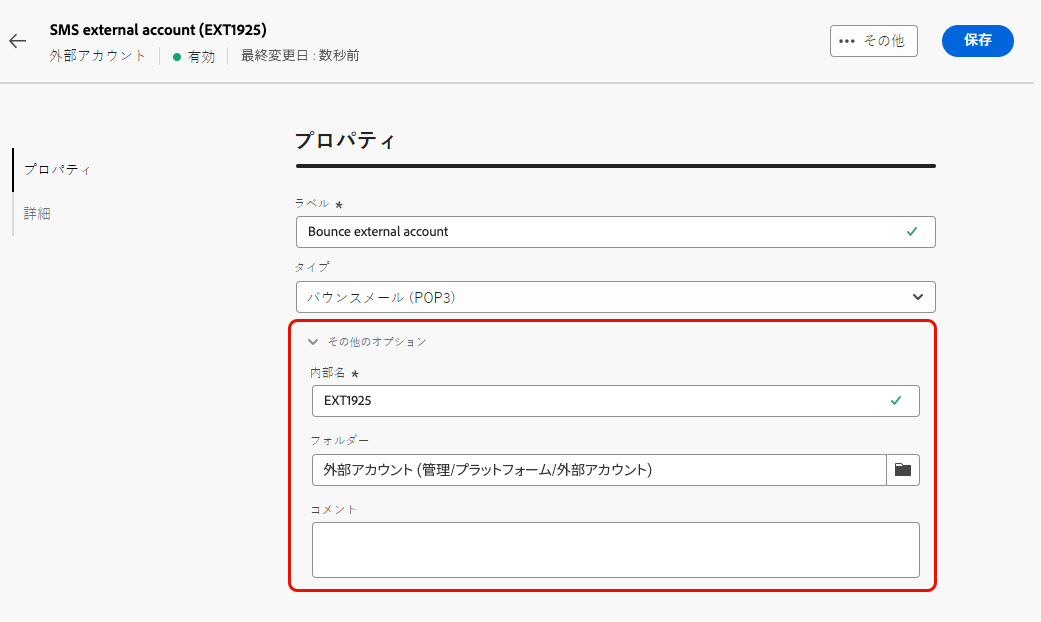 SMS external account (EXT1925)
外部アカウント 有効 最終変更日 : 数秒前
••• その他
保存
プロパティ
詳細
プロパティ
ラベル *
Bounce external account
タイプ
バウンスメール (POP3)
その他のオプション
内部名 *
EXT1925
フォルダー
外部アカウント (管理/プラットフォーム/外部アカウント)
コメント